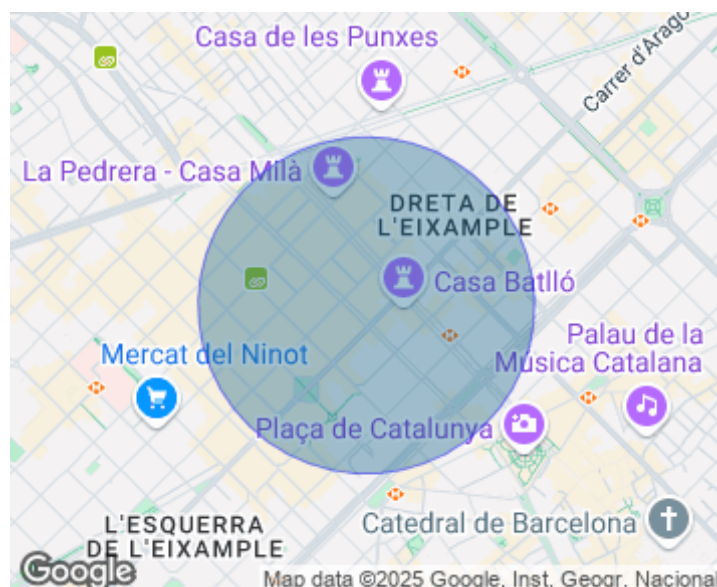 Casa de les Punxes
Carrer d'Arago
La Pedrera - Casa Milà
DRETA DE
L'EIXAMPLE
Casa Batlló
Mercat del Ninot
Palau de la
Música Catalana
Plaça de Catalunya
L'ESQUERRA
DE L'EIXAMPLE
Catedral de Barcelona
Google
Map data ©2025 Google, Inst. Geogr. Nacional